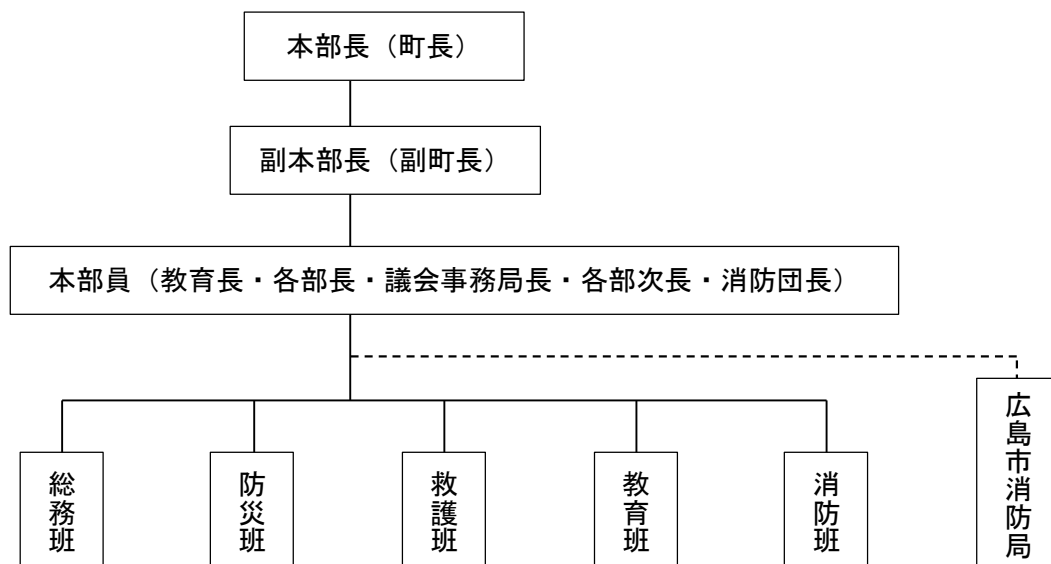 本部長（町長）
副本部長（副町長）
本部員（教育長・各部長・議会事務局長・各部次長・消防団長）
総務班
防災班
救護班
教育班
消防班
広島市消防局